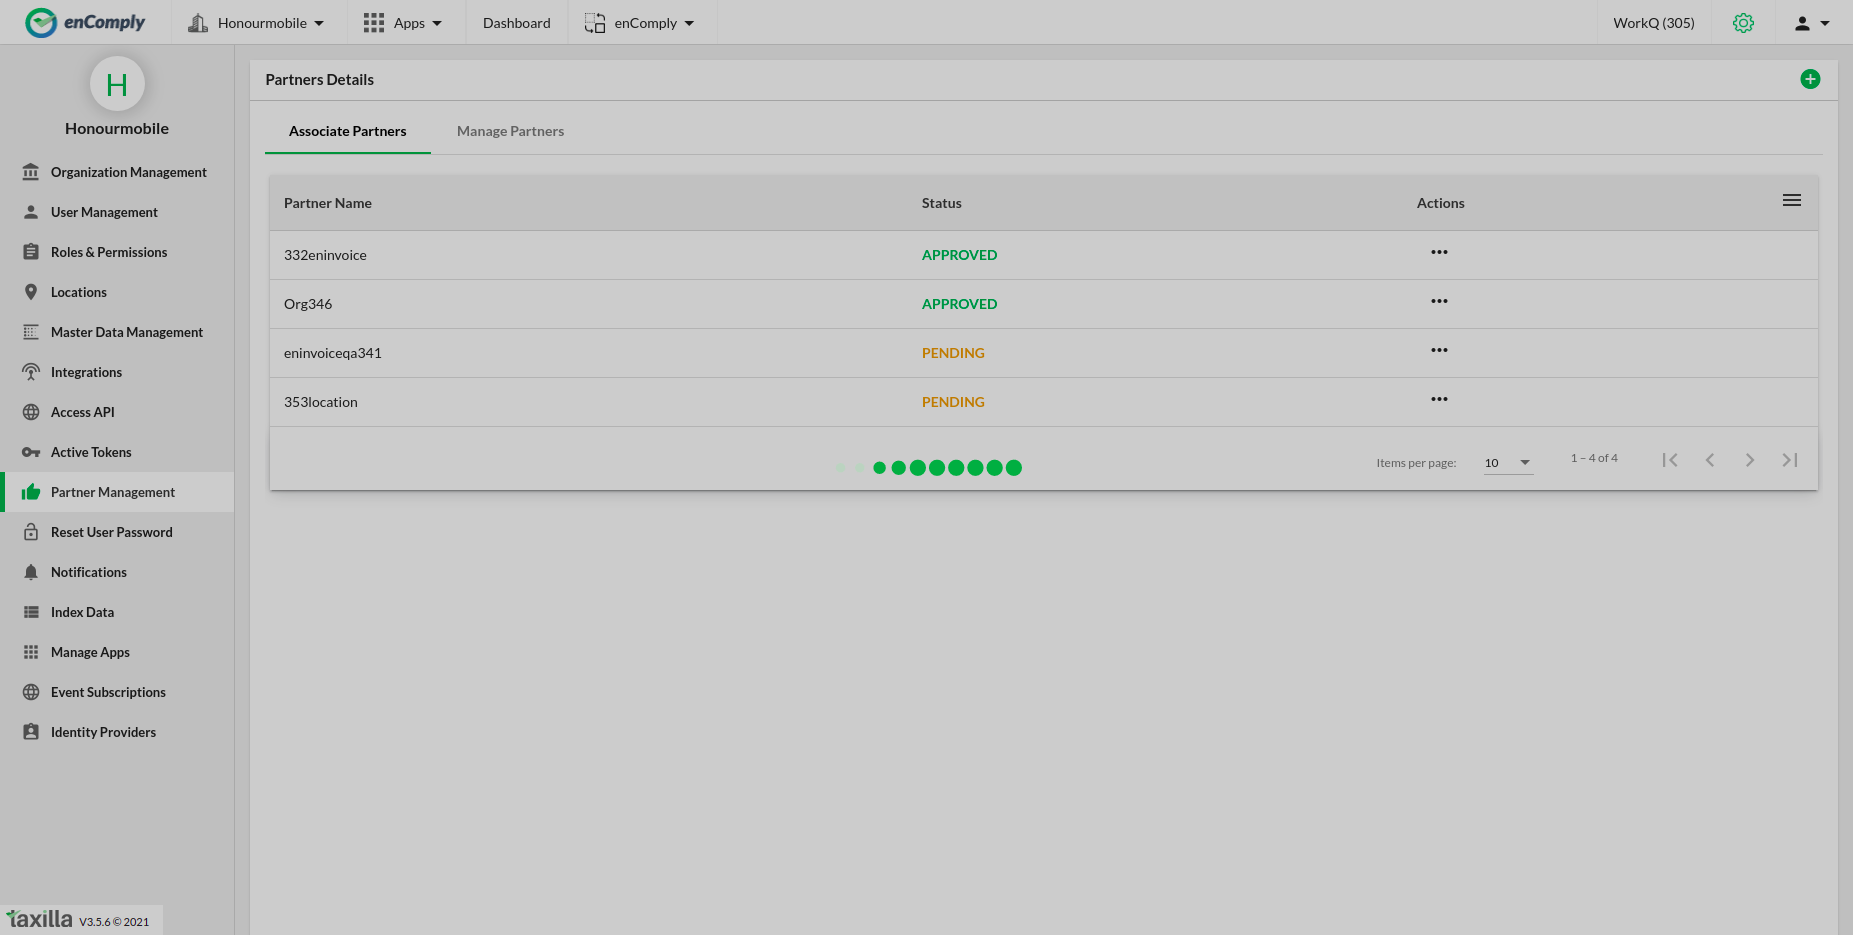 enComply
Honourmobile
Apps
Dashboard
enComply
WorkQ (305)
H
Honourmobile
Organization Management
User Management
Roles & Permissions
Locations
Master Data Management
Integrations
Access API
Active Tokens
Partner Management
Reset User Password
Notifications
Index Data
Manage Apps
Event Subscriptions
Identity Providers
taxilla V3.5.6 © 2021
Partners Details
Associate Partners
Manage Partners
Partner Name Status Actions
332eninvoice APPROVED
Org346 APPROVED
eninvoiceqa341 PENDING
353location PENDING
Items per page: 10 1 – 4 of 4